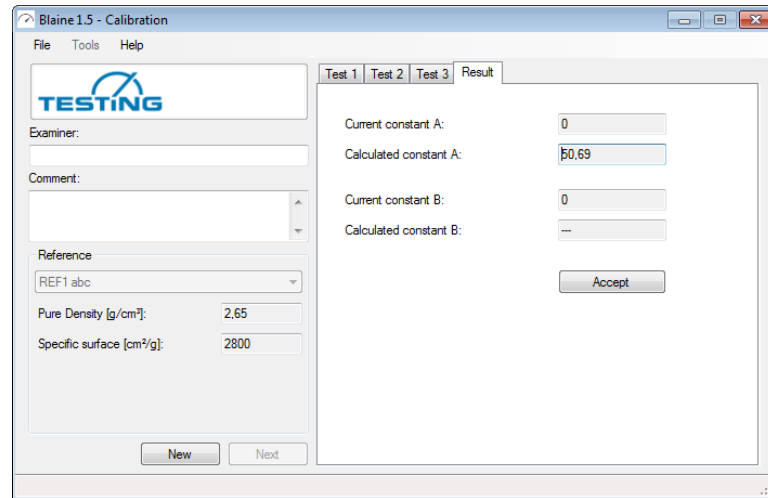 Blaine 1.5 - Calibration
File Tools Help
TESTING
Examiner:
Comment:
Reference
REF1 abc
Pure Density [g/cm³]: 2,65
Specific surface [cm²/g]: 2800
New Next
Test 1 Test 2 Test 3 Result
Current constant A: 0
Calculated constant A: 50,69
Current constant B: 0
Calculated constant B: ---
Accept